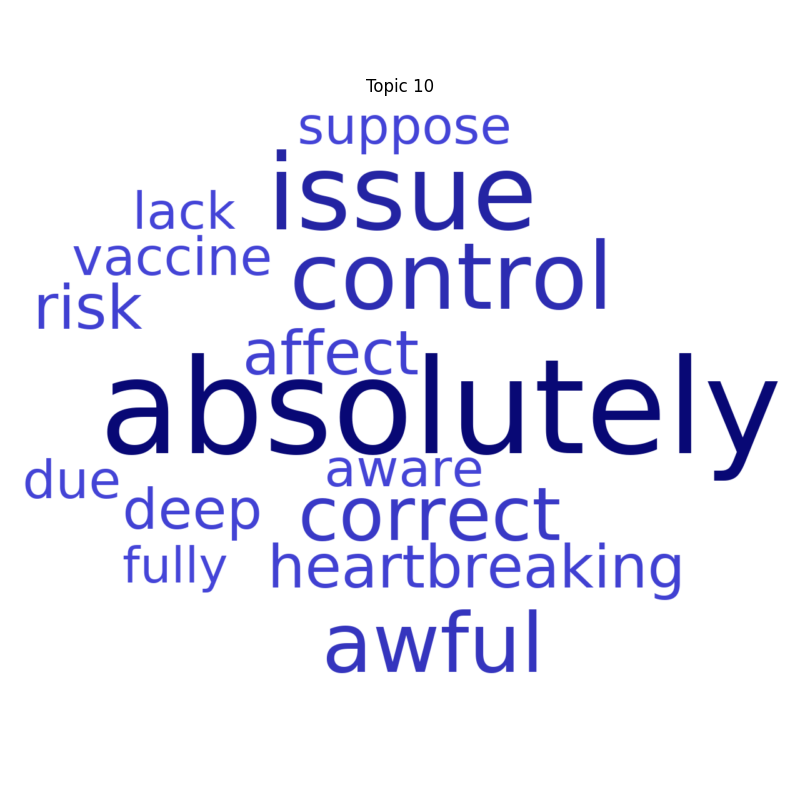 Topic 10
suppose
issue
lack
vaccine
control
risk
affect
absolutely
aware
due
deep
correct
fully
heartbreaking
awful